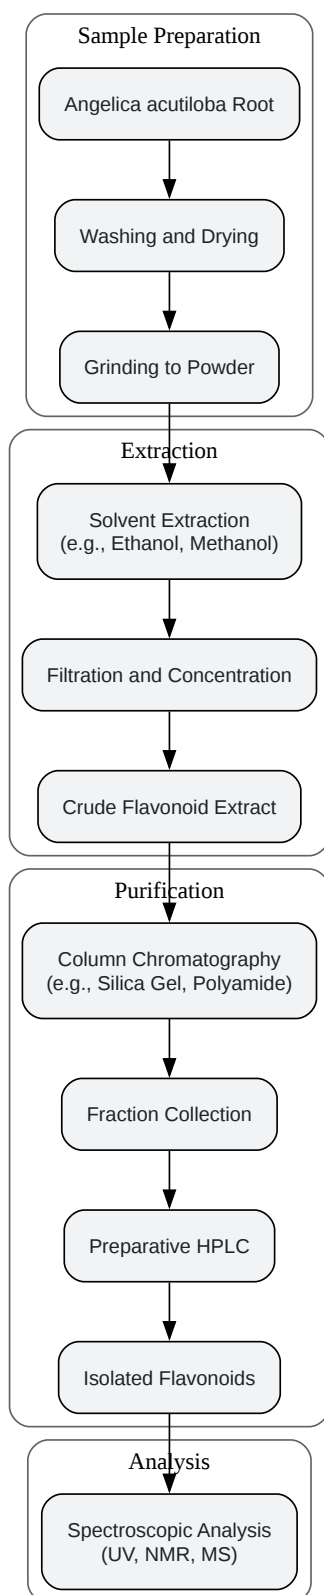 Sample Preparation
Angelica acutiloba Root
Washing and Drying
Grinding to Powder
Extraction
Solvent Extraction
(e.g., Ethanol, Methanol)
Filtration and Concentration
Crude Flavonoid Extract
Purification
Column Chromatography
(e.g., Silica Gel, Polyamide)
Fraction Collection
Preparative HPLC
Isolated Flavonoids
Analysis
Spectroscopic Analysis
(UV, NMR, MS)